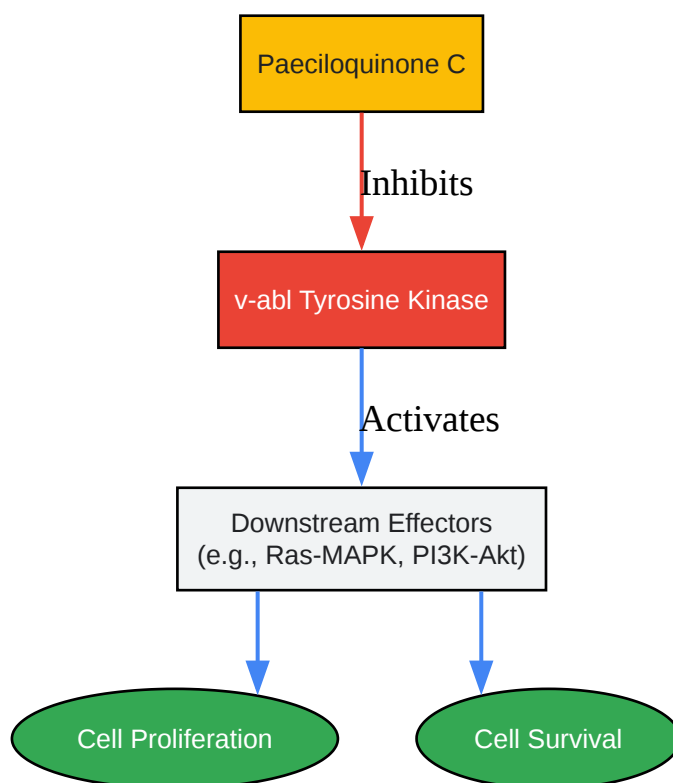 Paeciloquinone C
Inhibits
v-abl Tyrosine Kinase
Activates
Downstream Effectors
(e.g., Ras-MAPK, PI3K-Akt)
Cell Proliferation
Cell Survival